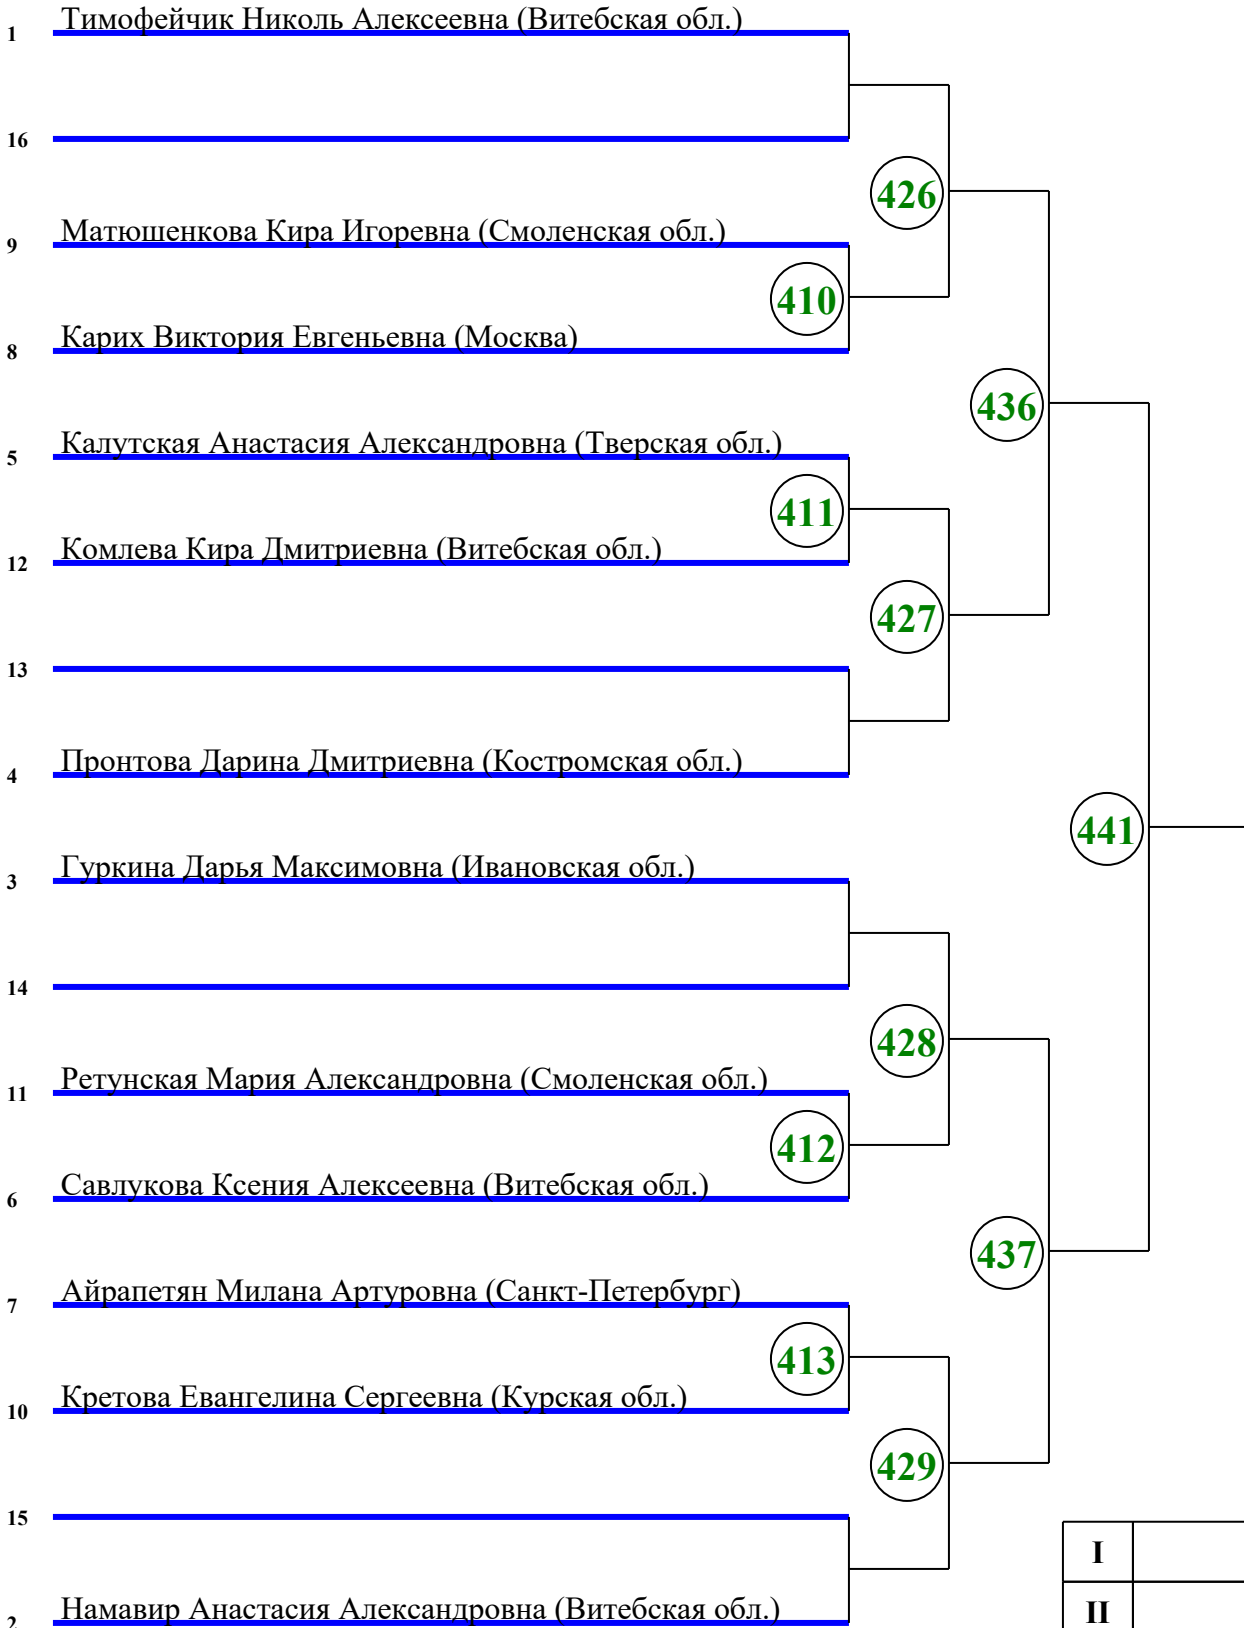 1 Тимофейчик Николь Алексеевна (Витебская обл.)
16
426
9 Матюшенкова Кира Игоревна (Смоленская обл.)
410
8 Карих Виктория Евгеньевна (Москва)
436
5 Калутская Анастасия Александровна (Тверская обл.)
411
12 Комлева Кира Дмитриевна (Витебская обл.)
427
13
4 Пронтова Дарина Дмитриевна (Костромская обл.)
441
3 Гуркина Дарья Максимовна (Ивановская обл.)
14
428
11 Ретунская Мария Александровна (Смоленская обл.)
412
6 Савлукова Ксения Алексеевна (Витебская обл.)
437
7 Айрапетян Милана Артуровна (Санкт-Петербург)
413
10 Кретова Евангелина Сергеевна (Курская обл.)
429
15
I
2 Намавир Анастасия Александровна (Витебская обл.)
II